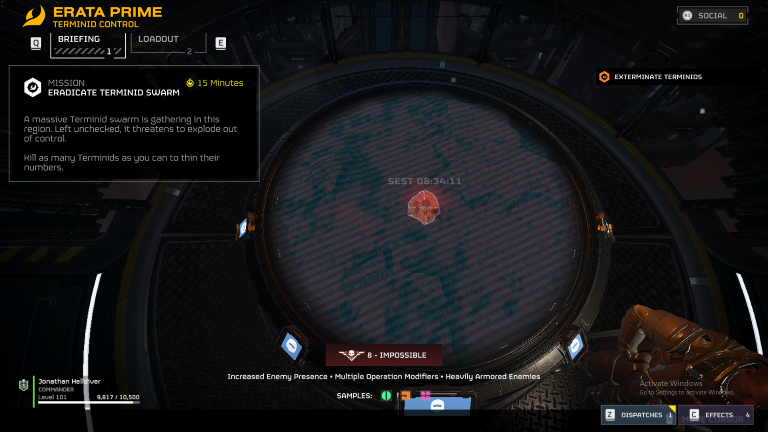 ERATA PRIME
TERMINID CONTROL
SOCIAL 0
Q BRIEFING 1 LOADOUT 2 E
MISSION 15 Minutes
ERADICATE TERMINID SWARM
EXTERMINATE TERMINIDS
A massive Terminid swarm is gathering in this
region. Left unchecked, it threatens to explode out
of control.
Kill as many Terminids as you can to thin their
numbers.
SEST 08:34:11
8 - IMPOSSIBLE
Increased Enemy Presence • Multiple Operation Modifiers • Heavily Armored Enemies
SAMPLES:
Jonathan Helldiver
COMMANDER
Level 101 9,817 / 10,500
Activate Windows
Go to Settings to activate Windows.
Z DISPATCHES 1 C EFFECTS 4
CURSOR